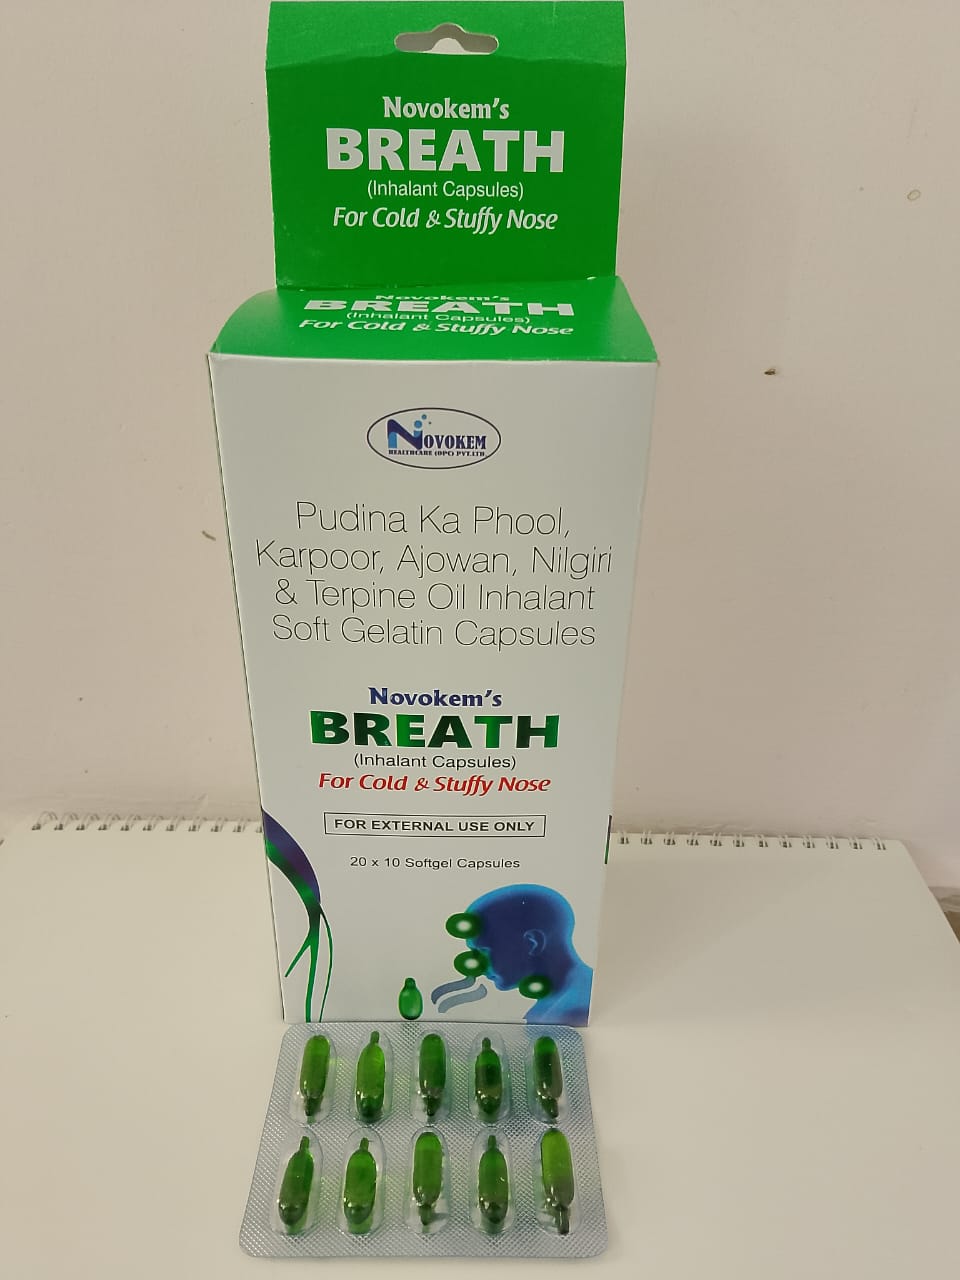 Novokem's
BREATH
(Inhalant Capsules)
For Cold & Stuffy Nose
Novokem's
BREATH
(Inhalant Capsules)
For Cold & Stuffy Nose
NOVOKEM
HEALTHCARE (OPC) PVT.LTD.
Pudina Ka Phool,
Karpoor, Ajowan, Nilgiri
& Terpine Oil Inhalant
Soft Gelatin Capsules
Novokem's
BREATH
(Inhalant Capsules)
For Cold & Stuffy Nose
FOR EXTERNAL USE ONLY
20 x 10 Softgel Capsules